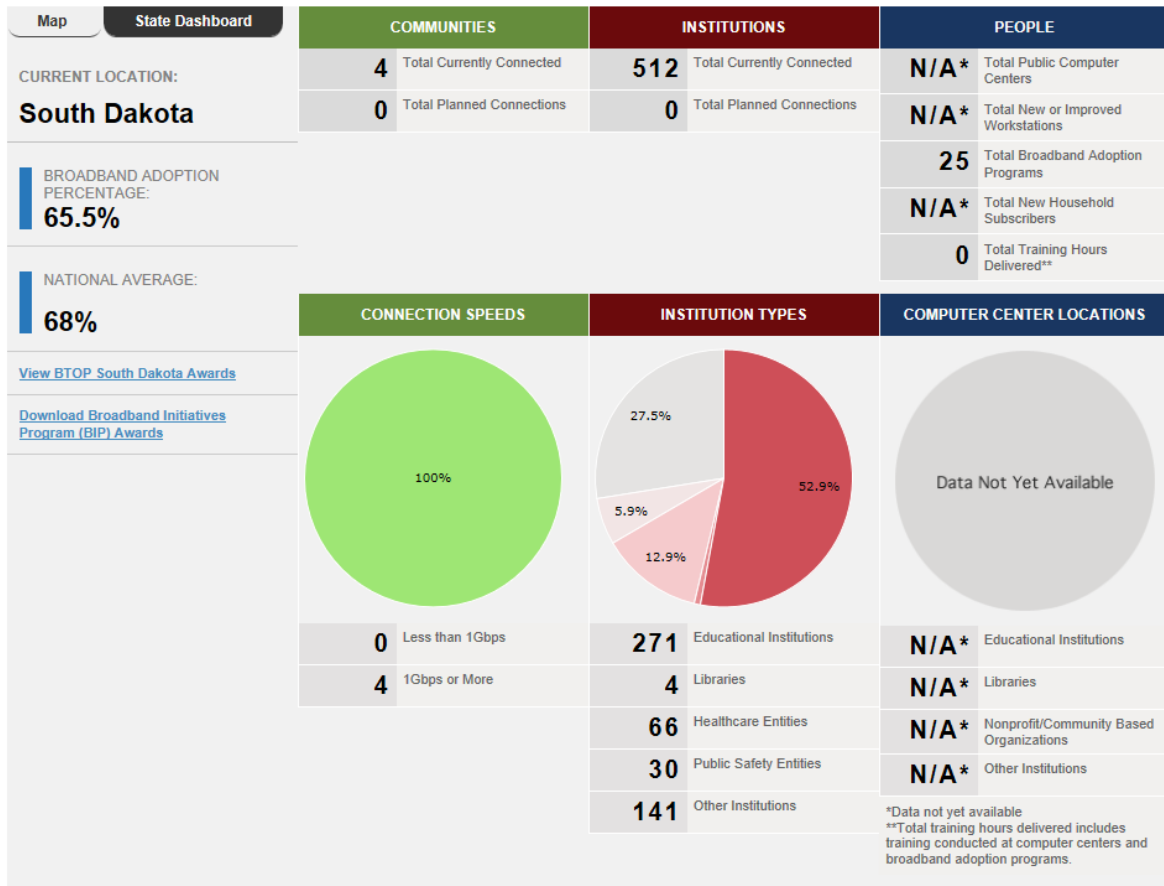 Map
State Dashboard
CURRENT LOCATION:
South Dakota
BROADBAND ADOPTION
PERCENTAGE:
65.5%
NATIONAL AVERAGE:
68%
View BTOP South Dakota Awards
Download Broadband Initiatives
Program (BIP) Awards
COMMUNITIES
4 Total Currently Connected
0 Total Planned Connections
INSTITUTIONS
512 Total Currently Connected
0 Total Planned Connections
PEOPLE
N/A* Total Public Computer
Centers
N/A* Total New or Improved
Workstations
25 Total Broadband Adoption
Programs
N/A* Total New Household
Subscribers
0 Total Training Hours
Delivered**
CONNECTION SPEEDS
100%
0 Less than 1Gbps
4 1Gbps or More
INSTITUTION TYPES
27.5%
52.9%
5.9%
12.9%
271 Educational Institutions
4 Libraries
66 Healthcare Entities
30 Public Safety Entities
141 Other Institutions
COMPUTER CENTER LOCATIONS
Data Not Yet Available
N/A* Educational Institutions
N/A* Libraries
N/A* Nonprofit/Community Based
Organizations
N/A* Other Institutions
*Data not yet available
**Total training hours delivered includes
training conducted at computer centers and
broadband adoption programs.